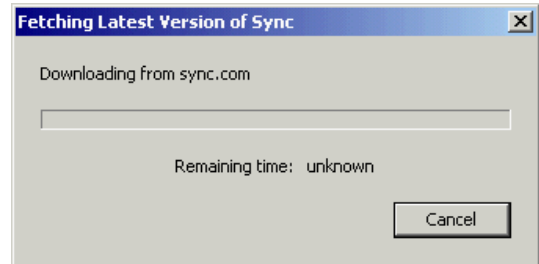 Fetching Latest Version of Sync
Downloading from sync.com
Remaining time: unknown
Cancel